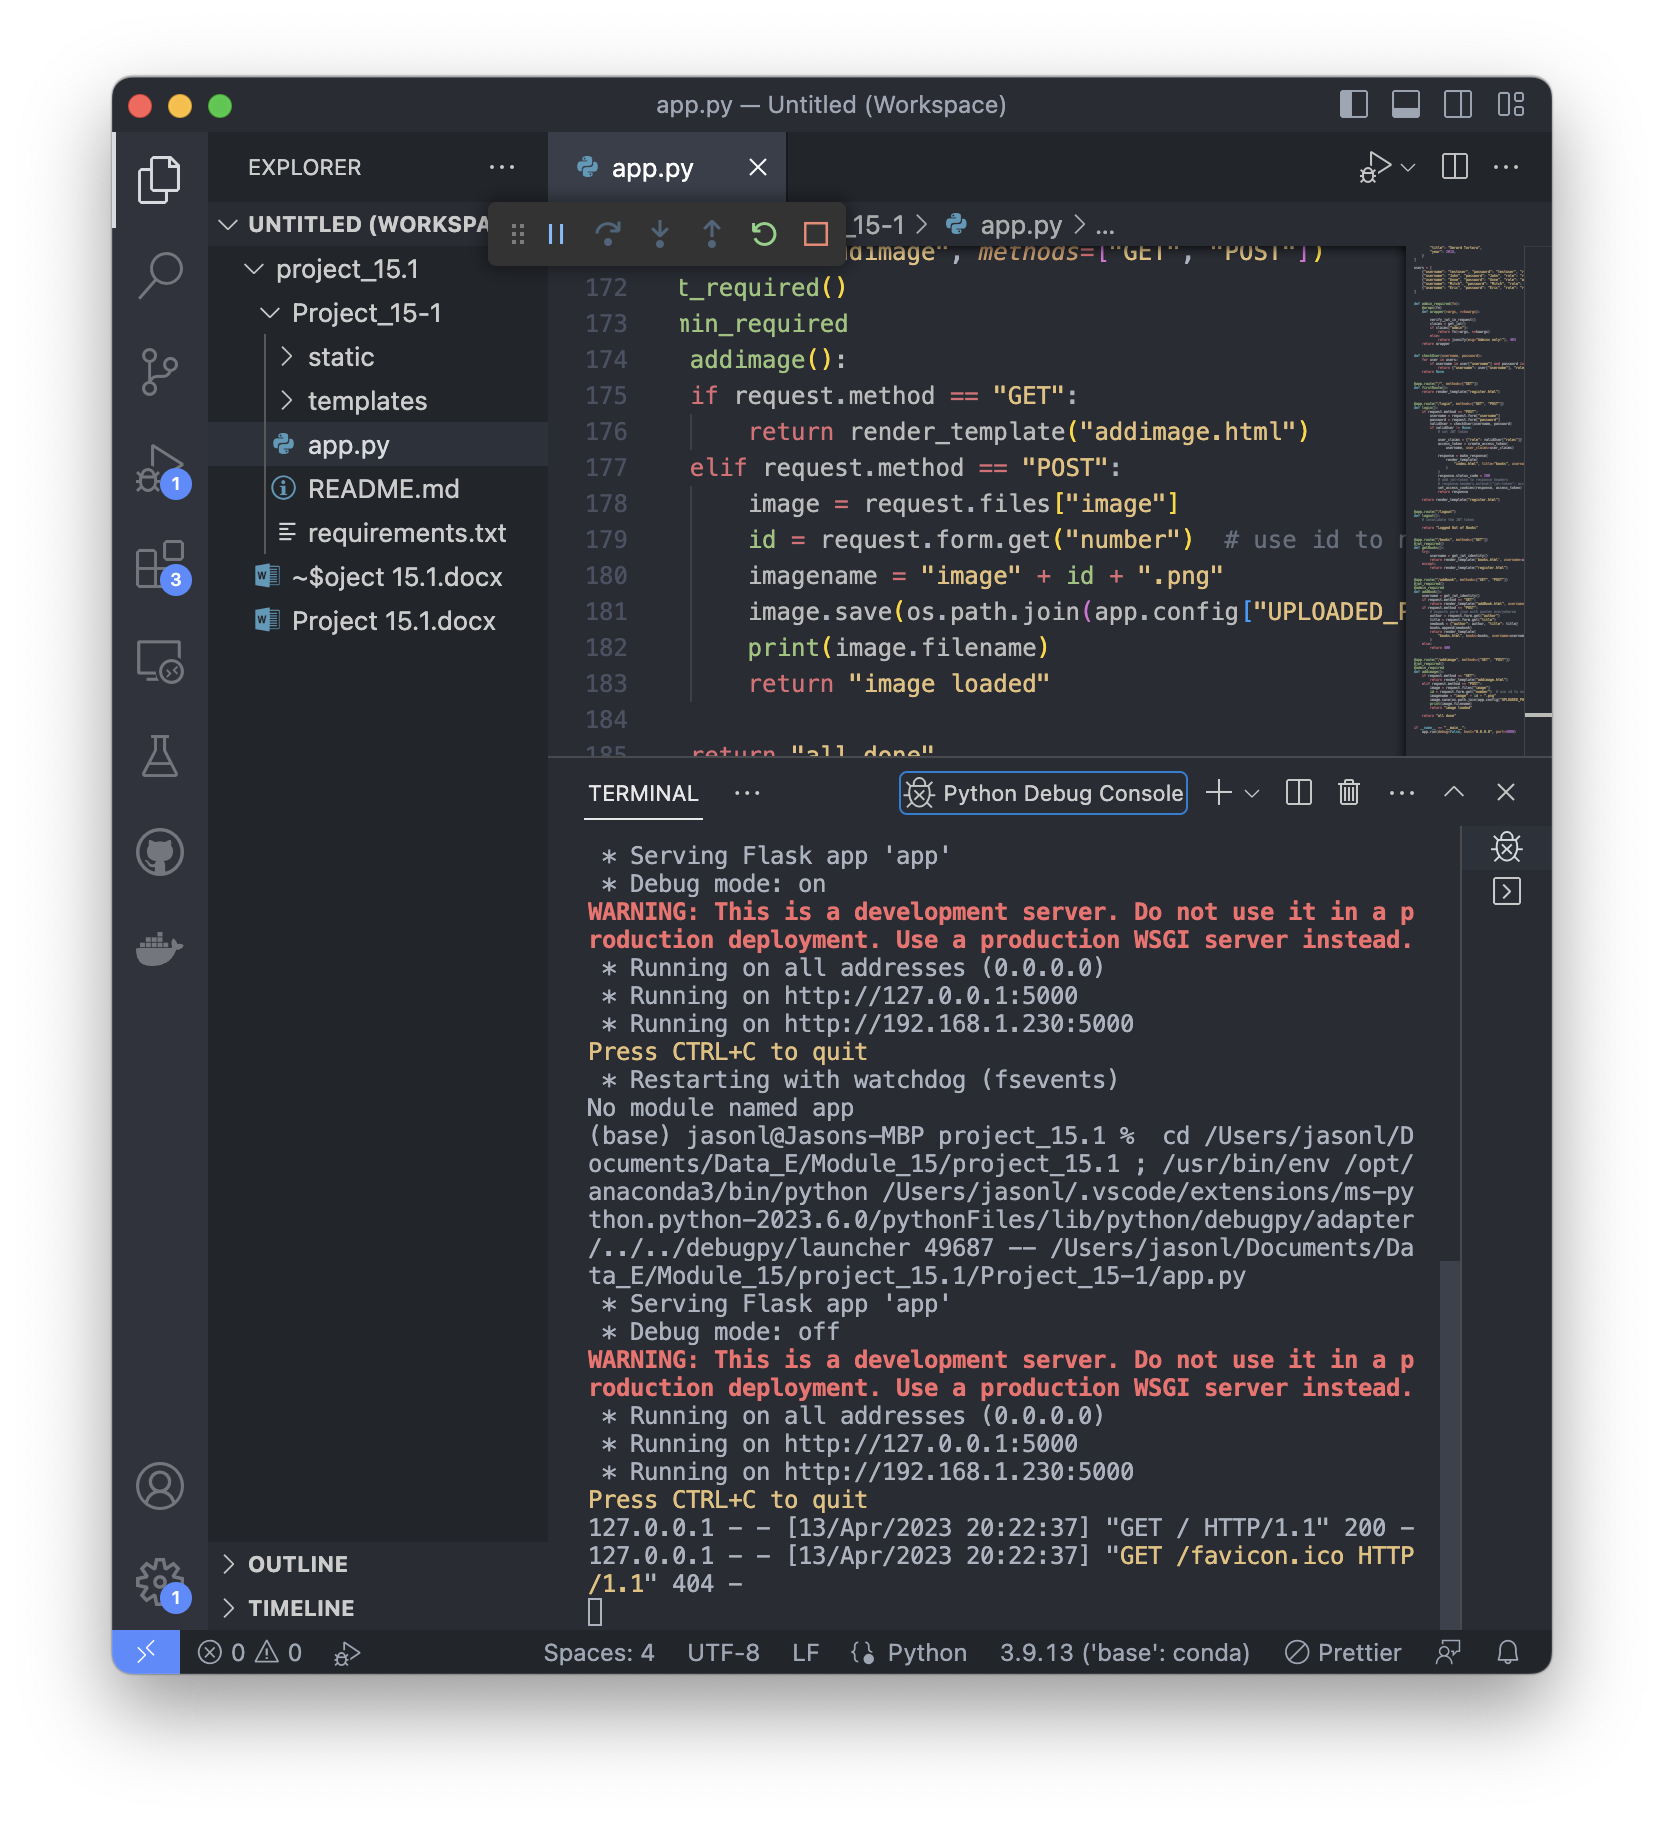 app.py — Untitled (Workspace)
EXPLORER
app.py
UNTITLED (WORKSPA
_15-1 > app.py > ...
project_15.1
Project_15-1
static
templates
app.py
README.md
requirements.txt
~$oject 15.1.docx
Project 15.1.docx
1
3
dimage", methods=["GET", "POST"])
172 t_required()
173 min_required
174 addimage():
175 if request.method == "GET":
176 return render_template("addimage.html")
177 elif request.method == "POST":
178 image = request.files["image"]
179 id = request.form.get("number") # use id to
180 imagename = "image" + id + ".png"
181 image.save(os.path.join(app.config["UPLOADED_P
182 print(image.filename)
183 return "image loaded"
184
185 return "all done"
TERMINAL
Python Debug Console
* Serving Flask app 'app'
* Debug mode: on
WARNING: This is a development server. Do not use it in a p
roduction deployment. Use a production WSGI server instead.
* Running on all addresses (0.0.0.0)
* Running on http://127.0.0.1:5000
* Running on http://192.168.1.230:5000
Press CTRL+C to quit
* Restarting with watchdog (fsevents)
No module named app
(base) jasonl@Jasons-MBP project_15.1 % cd /Users/jasonl/D
ocuments/Data_E/Module_15/project_15.1 ; /usr/bin/env /opt/
anaconda3/bin/python /Users/jasonl/.vscode/extensions/ms-py
thon.python-2023.6.0/pythonFiles/lib/python/debugpy/adapter
/../../debugpy/launcher 49687 -- /Users/jasonl/Documents/Da
ta_E/Module_15/project_15.1/Project_15-1/app.py
* Serving Flask app 'app'
* Debug mode: off
WARNING: This is a development server. Do not use it in a p
roduction deployment. Use a production WSGI server instead.
* Running on all addresses (0.0.0.0)
* Running on http://127.0.0.1:5000
* Running on http://192.168.1.230:5000
Press CTRL+C to quit
127.0.0.1 - - [13/Apr/2023 20:22:37] "GET / HTTP/1.1" 200 -
127.0.0.1 - - [13/Apr/2023 20:22:37] "GET /favicon.ico HTTP
/1.1" 404 -
OUTLINE
TIMELINE
1
0 0 Spaces: 4 UTF-8 LF Python 3.9.13 ('base': conda) Prettier